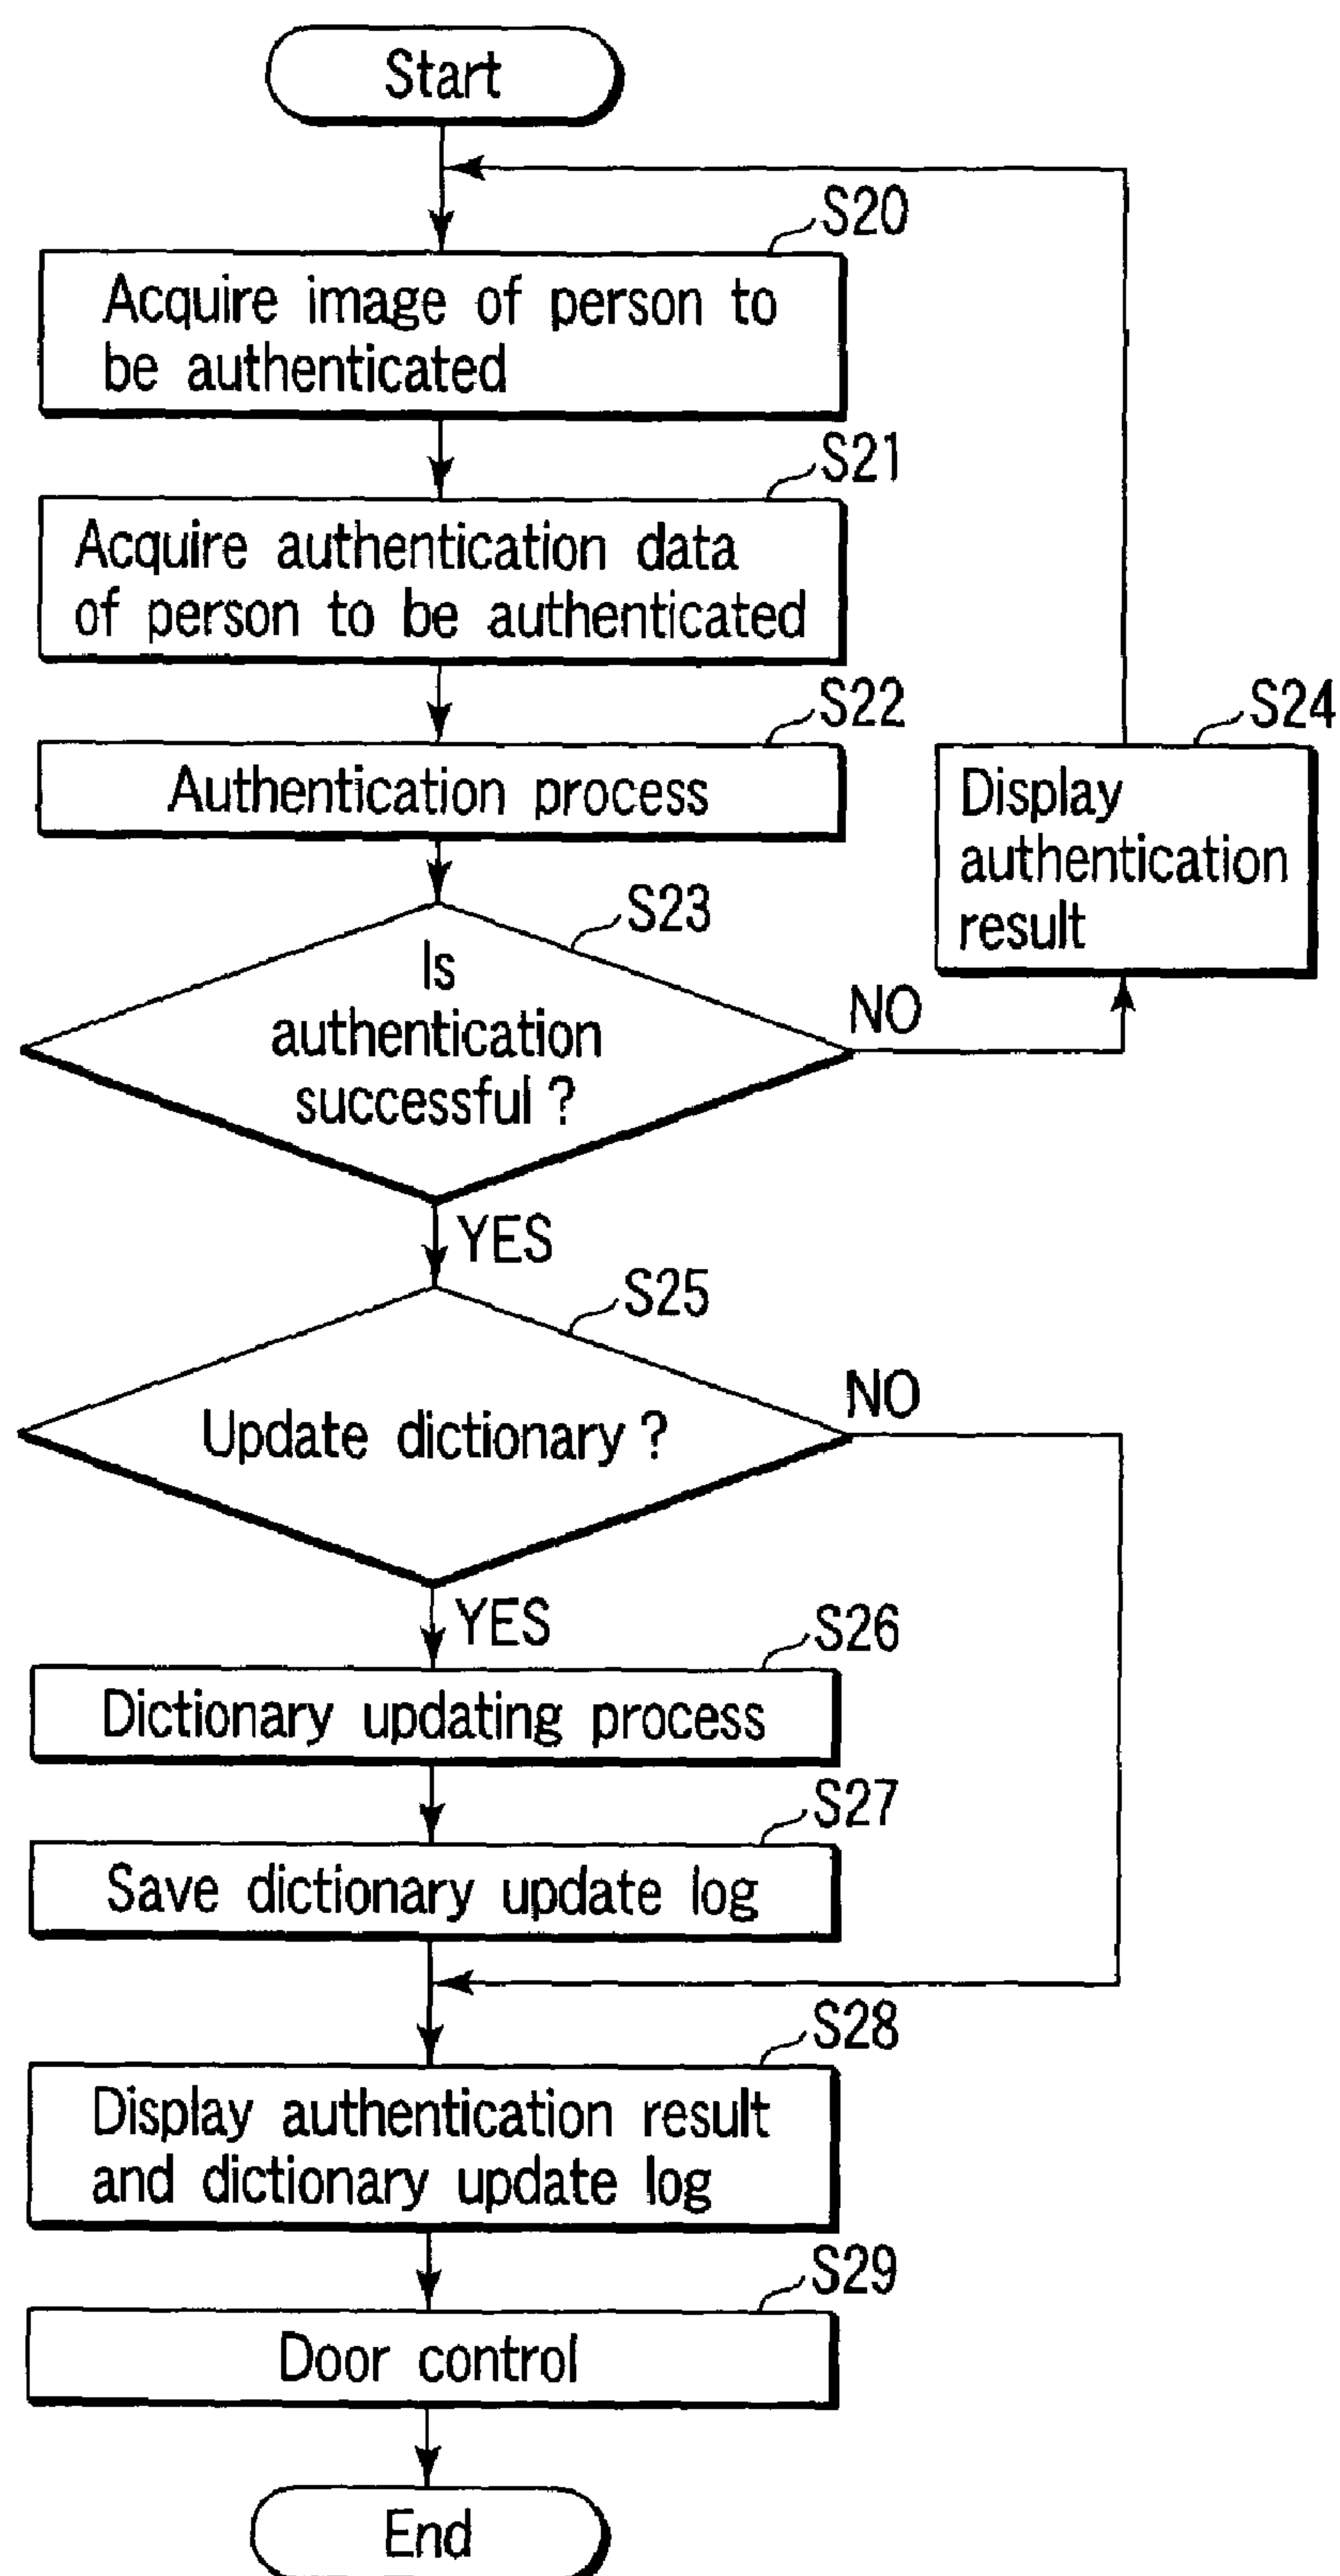 Start
S20
Acquire image of person to
be authenticated
S21
Acquire authentication data
of person to be authenticated
S22
Authentication process
S24
Display
authentication
result
S23
Is
authentication
successful ?
NO
YES
S25
Update dictionary ?
NO
YES
S26
Dictionary updating process
S27
Save dictionary update log
S28
Display authentication result
and dictionary update log
S29
Door control
End